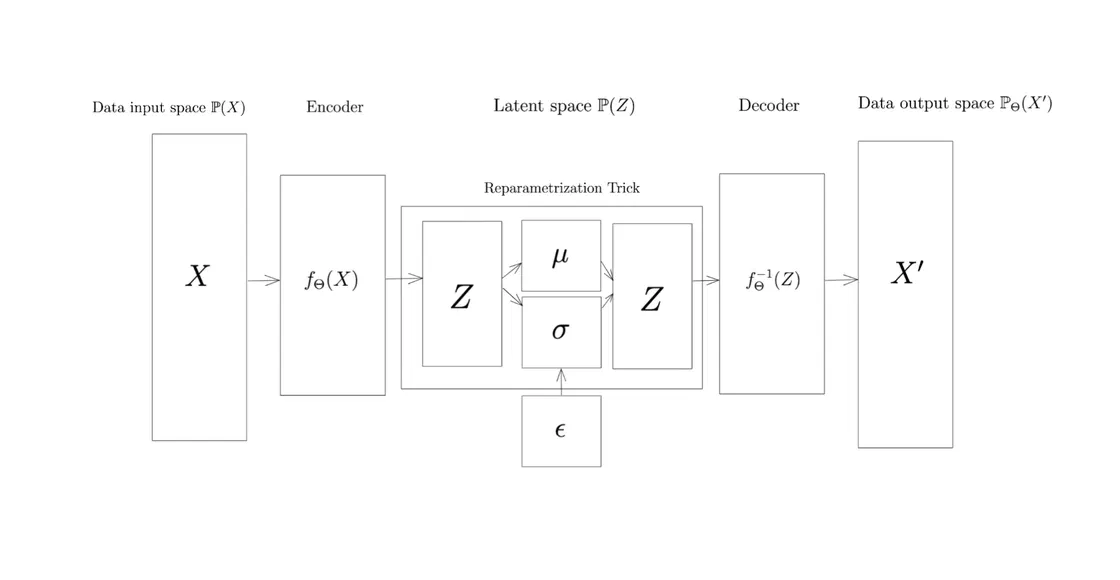 Data input space ℙ(X)
Encoder
Latent space ℙ(Z)
Decoder
Data output space ℙ_Θ(X′)
Reparametrization Trick
X
f_Θ(X)
Z
μ
σ
Z
f_Θ^{-1}(Z)
X′
ϵ